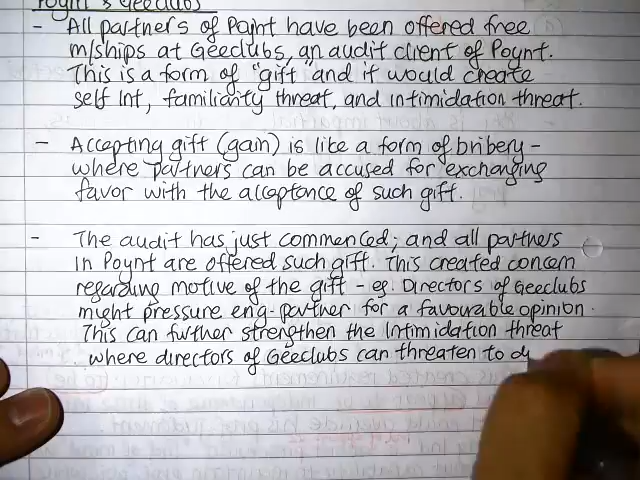 Poynt & Geeclubs
- All partners of Poynt have been offered free
m/ships at Geeclubs, an audit client of Poynt.
This is a form of "gift" and it would create
self Int, familiarity threat, and intimidation threat.
- Accepting gift (gain) is like a form of bribery -
where partners can be accused for exchanging
favor with the acceptance of such gift.
- The audit has just commenced; and all partners
in Poynt are offered such gift. This created concern
regarding motive of the gift - eg. Directors of Geeclubs
might pressure eng. partner for a favourable opinion.
This can further strengthen the Intimidation threat
where directors of Geeclubs can threaten to d